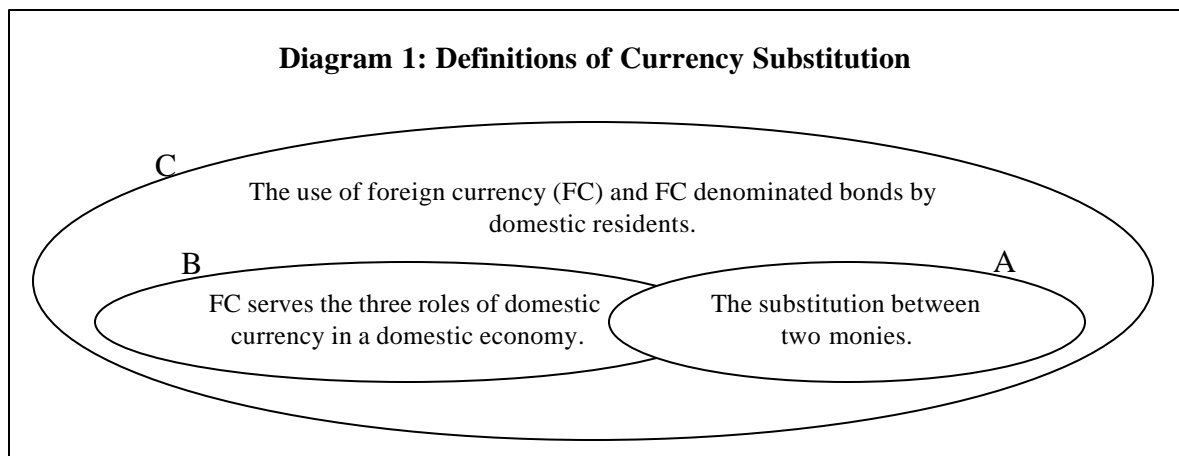 Diagram 1: Definitions of Currency Substitution
C
The use of foreign currency (FC) and FC denominated bonds by
domestic residents.
B
A
FC serves the three roles of domestic
currency in a domestic economy.
The substitution between
two monies.